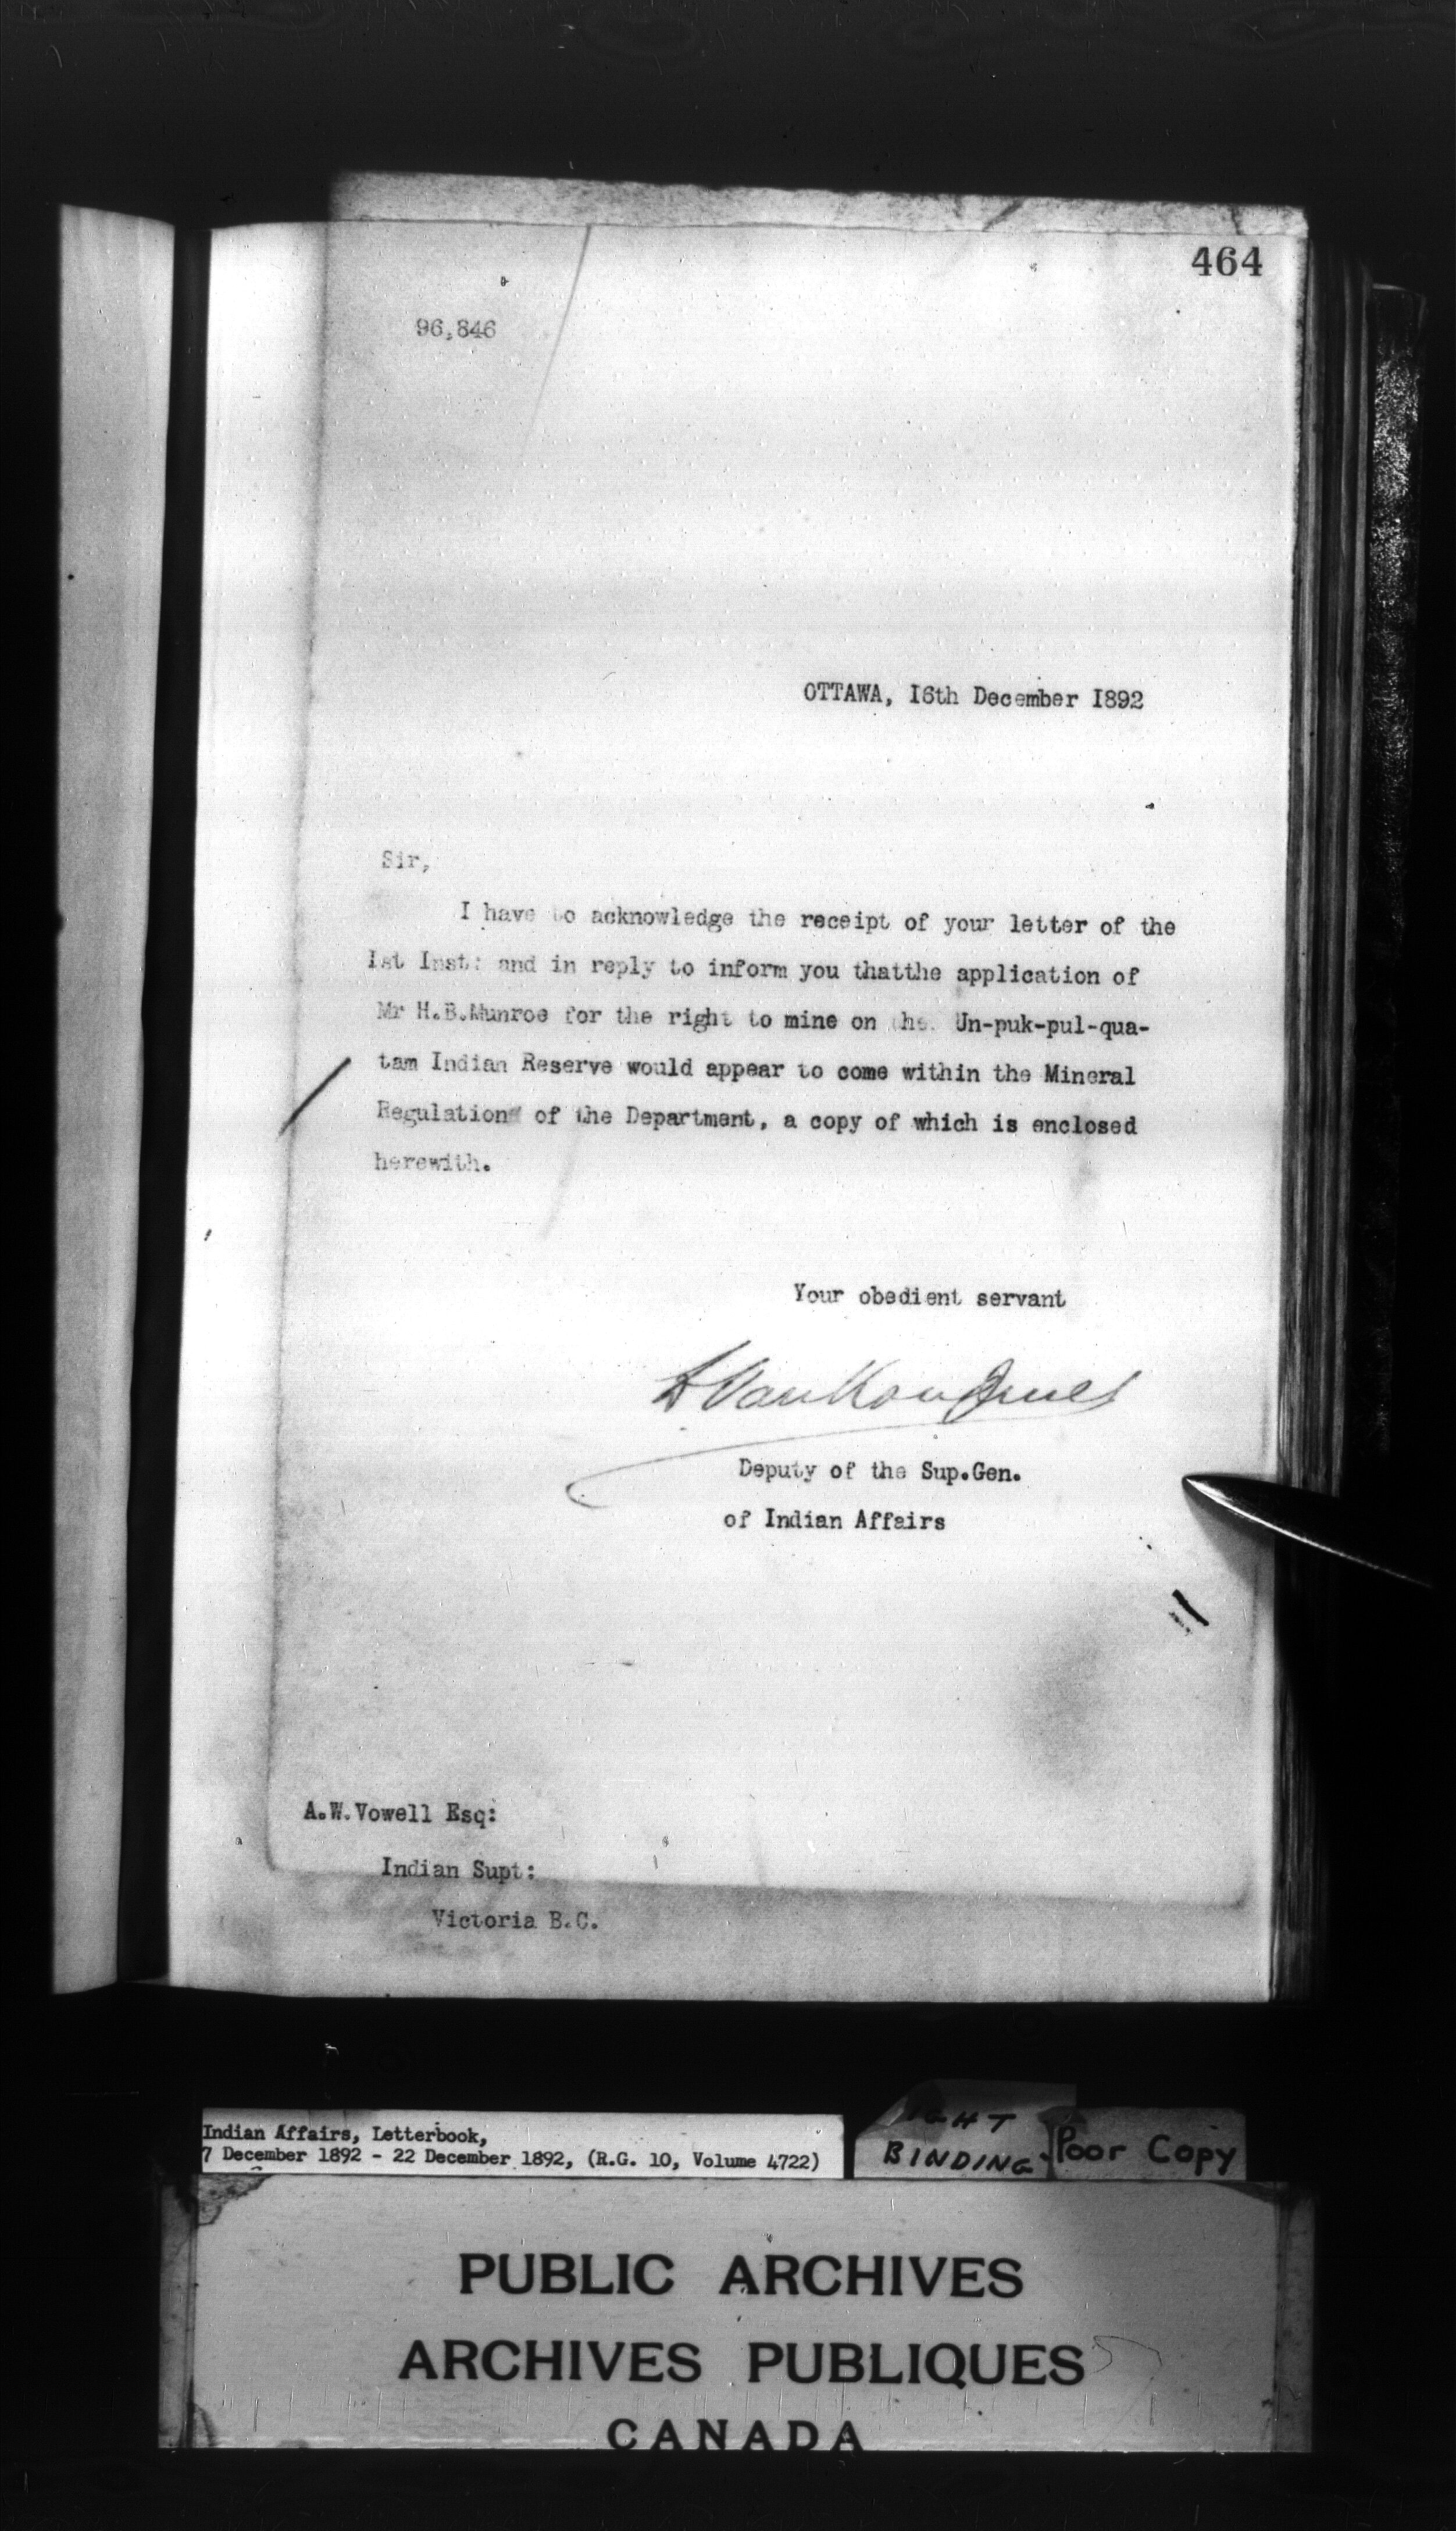 464
96,846
OTTAWA, I6th December I892
Sir,
I have to acknowledge the receipt of your letter of the
Ist Inst: and in reply to inform you thatthe application of
Mr H.B.Munroe for the right to mine on the Un-puk-pul-qua-
tam Indian Reserve would appear to come within the Mineral
Regulations of the Department, a copy of which is enclosed
herewith.
Your obedient servant
L VanKoughnet
Deputy of the Sup.Gen.
of Indian Affairs
A.W.Vowell Esq:
Indian Supt:
Victoria B.C.
Indian Affairs, Letterbook,
7 December 1892 - 22 December 1892, (R.G. 10, Volume 4722)
IGHT
BINDING
Poor Copy
PUBLIC ARCHIVES
ARCHIVES PUBLIQUES
CANADA